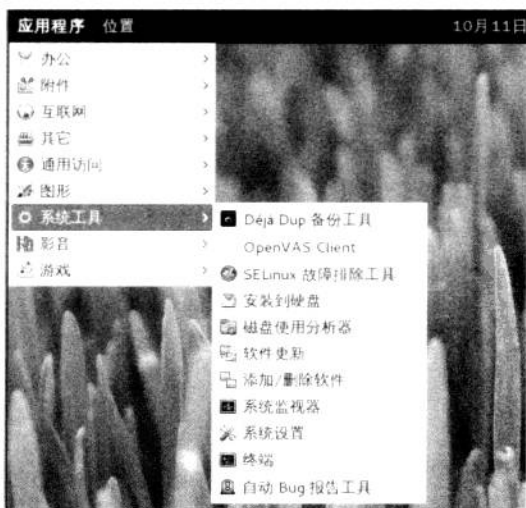 应用程序 位置 10月11日
办公
附件
互联网
其它
通用访问
图形
系统工具
影音
游戏
Déjà Dup 备份工具
OpenVAS Client
SELinux 故障排除工具
安装到硬盘
磁盘使用分析器
软件更新
添加/删除软件
系统监视器
系统设置
终端
自动 Bug 报告工具